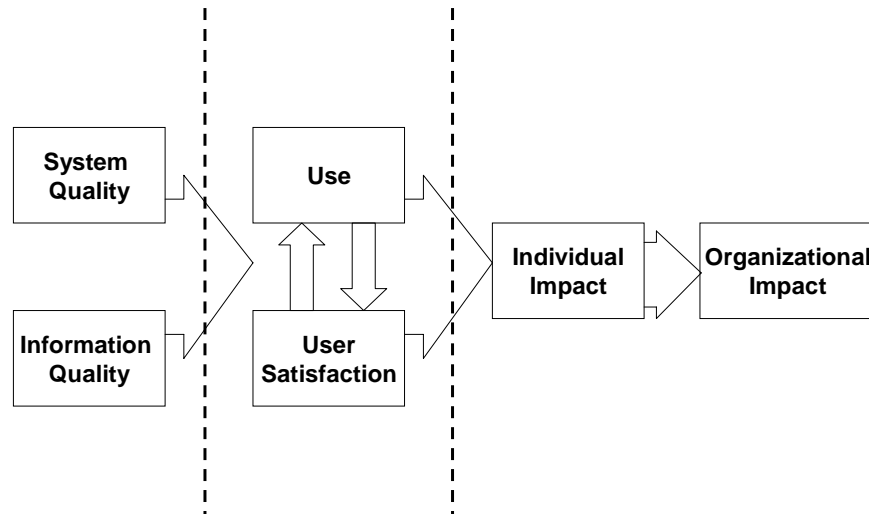 System
Quality
Information
Quality
Use
User
Satisfaction
Individual
Impact
Organizational
Impact